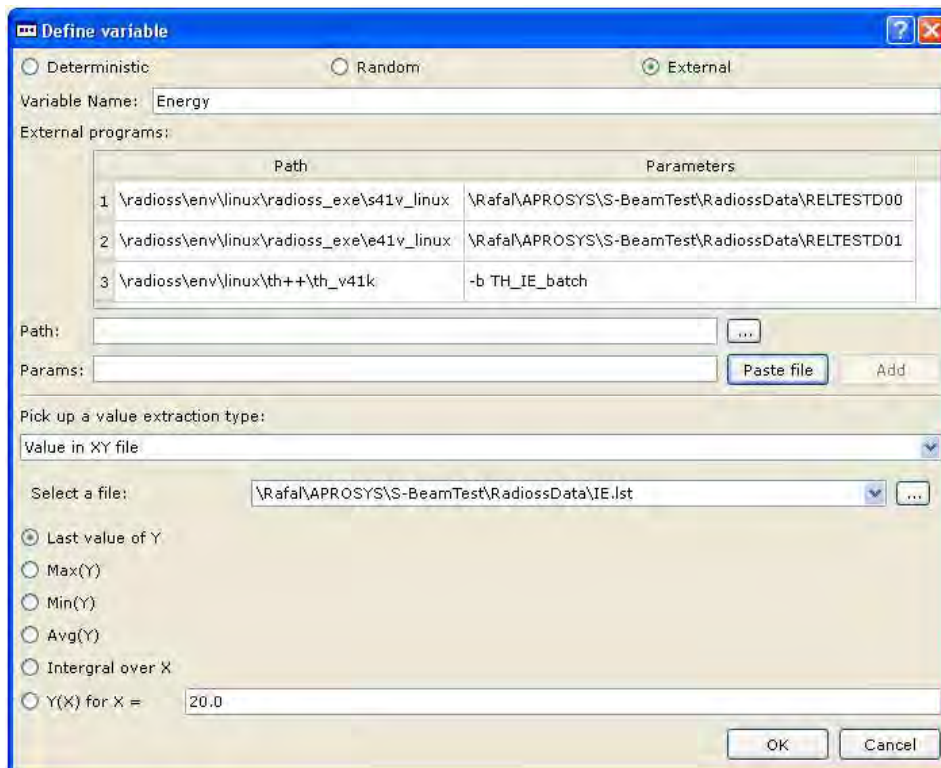 Define variable
Deterministic Random External
Variable Name: Energy
External programs:
Path Parameters
1 \radioss\env\linux\radioss_exe\s41v_linux \Rafal\APROSYS\S-BeamTest\RadiossData\RELTESTD00
2 \radioss\env\linux\radioss_exe\e41v_linux \Rafal\APROSYS\S-BeamTest\RadiossData\RELTESTD01
3 \radioss\env\linux\th++\th_v41k -b TH_IE_batch
Path: ...
Params: Paste file Add
Pick up a value extraction type:
Value in XY file
Select a file: \Rafal\APROSYS\S-BeamTest\RadiossData\IE.lst ...
Last value of Y
Max(Y)
Min(Y)
Avg(Y)
Intergral over X
Y(X) for X = 20.0
OK Cancel